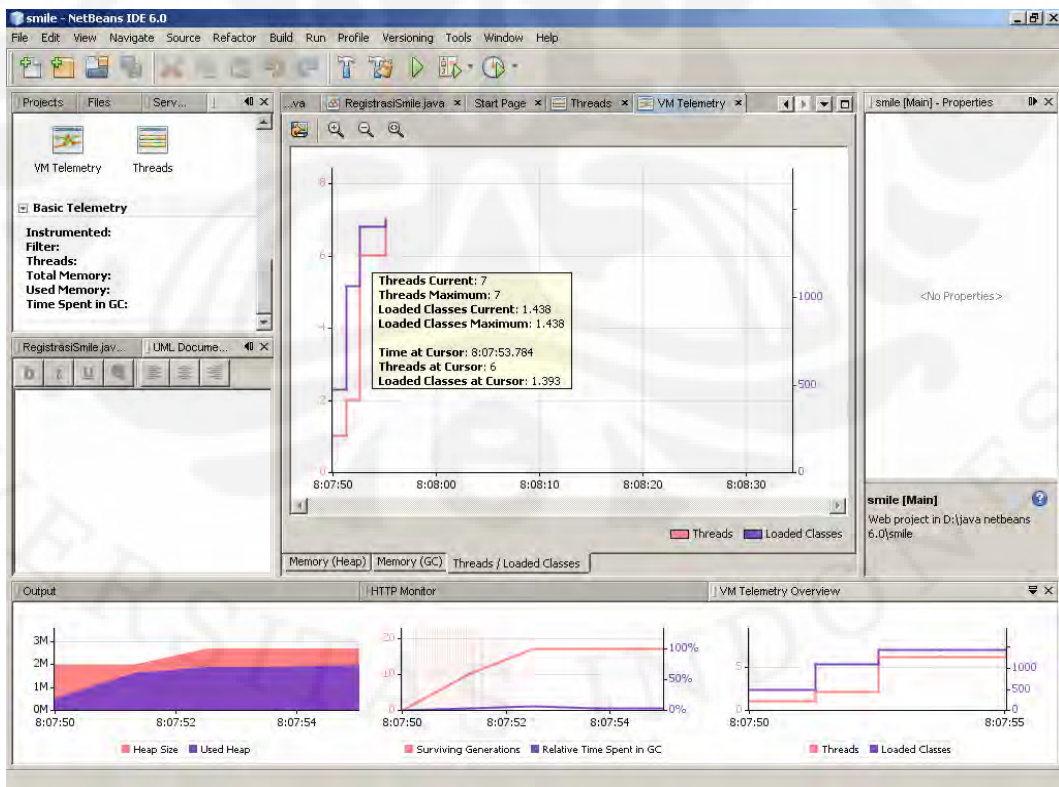 smile - NetBeans IDE 6.0
File Edit View Navigate Source Refactor Build Run Profile Versioning Tools Window Help
Projects Files Serv...
...va RegistrasiSmile.java Start Page Threads VM Telemetry
smile [Main] - Properties
VM Telemetry Threads
Basic Telemetry
Instrumented:
Filter:
Threads:
Total Memory:
Used Memory:
Time Spent in GC:
RegistrasiSmile.jav... UML Docume...
8
6
4
2
0
1000
500
0
Threads Current: 7
Threads Maximum: 7
Loaded Classes Current: 1.438
Loaded Classes Maximum: 1.438
Time at Cursor: 8:07:53.784
Threads at Cursor: 6
Loaded Classes at Cursor: 1.393
8:07:50 8:08:00 8:08:10 8:08:20 8:08:30
Threads Loaded Classes
Memory (Heap) Memory (GC) Threads / Loaded Classes
<No Properties>
smile [Main]
Web project in D:\java netbeans
6.0\smile
Output HTTP Monitor VM Telemetry Overview
3M
2M
1M
0M
8:07:50 8:07:52 8:07:54
Heap Size Used Heap
20
10
0
100%
50%
0%
8:07:50 8:07:52 8:07:54
Surviving Generations Relative Time Spent in GC
5
0
1000
500
0
8:07:50 8:07:55
Threads Loaded Classes
ERSITAS INDONES